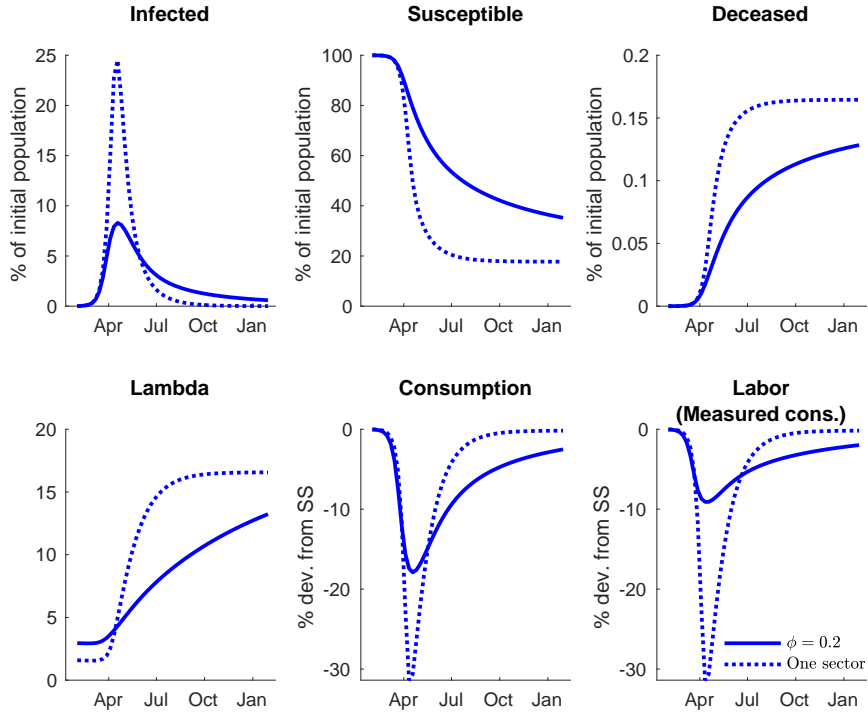 Infected
Susceptible
Deceased
% of initial population
25
20
15
10
5
0
Apr Jul Oct Jan
% of initial population
100
80
60
40
20
0
Apr Jul Oct Jan
% of initial population
0.2
0.15
0.1
0.05
0
Apr Jul Oct Jan
Lambda
Consumption
Labor
(Measured cons.)
20
15
10
5
0
Apr Jul Oct Jan
% dev. from SS
0
-10
-20
-30
Apr Jul Oct Jan
% dev. from SS
0
-10
-20
-30
Apr Jul Oct Jan
ϕ = 0.2
One sector